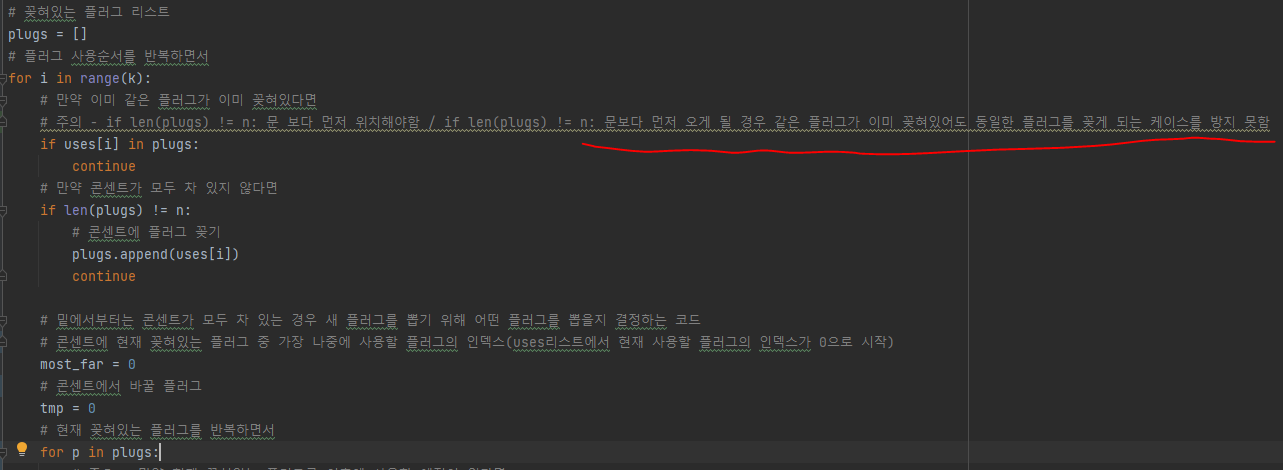 # 꽂혀있는 플러그 리스트
plugs = []
# 플러그 사용순서를 반복하면서
for i in range(k):
# 만약 이미 같은 플러그가 이미 꽂혀있다면
# 주의 - if len(plugs) != n: 문 보다 먼저 위치해야함 / if len(plugs) != n: 문보다 먼저 오게 될 경우 같은 플러그가 이미 꽂혀있어도 동일한 플러그를 꽂게 되는 케이스를 방지 못함
if uses[i] in plugs:
continue
# 만약 콘센트가 모두 차 있지 않다면
if len(plugs) != n:
# 콘센트에 플러그 꽂기
plugs.append(uses[i])
continue
# 밑에서부터는 콘센트가 모두 차 있는 경우 새 플러그를 뽑기 위해 어떤 플러그를 뽑을지 결정하는 코드
# 콘센트에 현재 꽂혀있는 플러그 중 가장 나중에 사용할 플러그의 인덱스(uses리스트에서 현재 사용할 플러그의 인덱스가 0으로 시작)
most_far = 0
# 콘센트에서 바꿀 플러그
tmp = 0
# 현재 꽂혀있는 플러그를 반복하면서
for p in plugs: